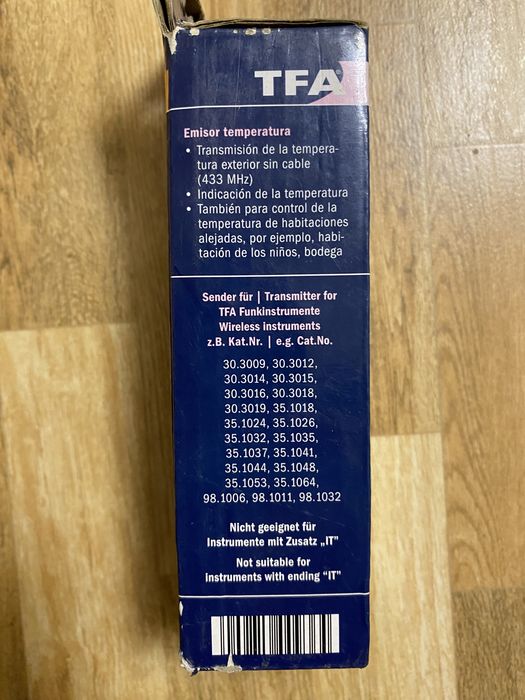 TFA®
Emisor temperatura
• Transmisión de la tempera-
tura exterior sin cable
(433 MHz)
• Indicación de la temperatura
• También para control de la
temperatura de habitaciones
alejadas, por ejemplo, habi-
tación de los niños, bodega
Sender für | Transmitter for
TFA Funkinstrumente
Wireless instruments
z.B. Kat.Nr. | e.g. Cat.No.
30.3009, 30.3012,
30.3014, 30.3015,
30.3016, 30.3018,
30.3019, 35.1018,
35.1024, 35.1026,
35.1032, 35.1035,
35.1037, 35.1041,
35.1044, 35.1048,
35.1053, 35.1064,
98.1006, 98.1011, 98.1032
Nicht geeignet für
Instrumente mit Zusatz „IT”
Not suitable for
instruments with ending “IT”